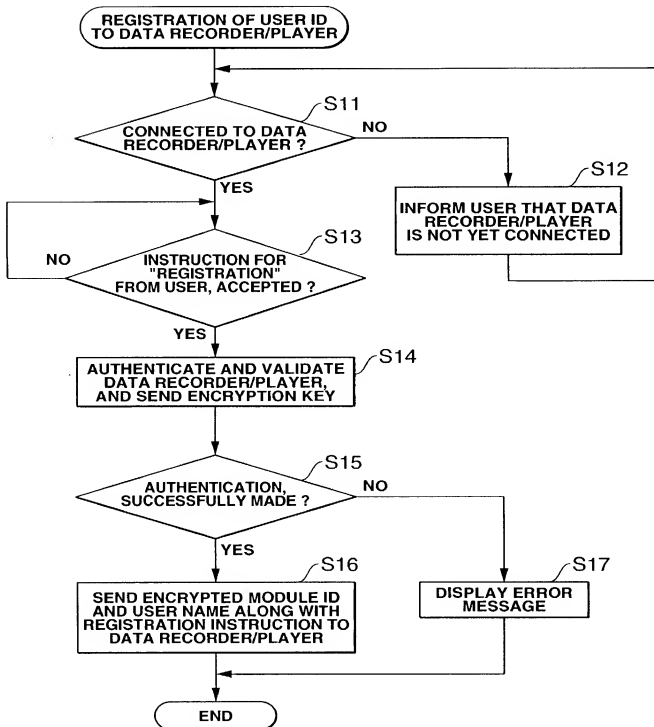 REGISTRATION OF USER ID
TO DATA RECORDER/PLAYER
S11
CONNECTED TO DATA
RECORDER/PLAYER ?
NO
YES
S12
INFORM USER THAT DATA
RECORDER/PLAYER
IS NOT YET CONNECTED
S13
INSTRUCTION FOR
"REGISTRATION"
FROM USER, ACCEPTED ?
NO
YES
S14
AUTHENTICATE AND VALIDATE
DATA RECORDER/PLAYER,
AND SEND ENCRYPTION KEY
S15
AUTHENTICATION,
SUCCESSFULLY MADE ?
NO
YES
S16
SEND ENCRYPTED MODULE ID
AND USER NAME ALONG WITH
REGISTRATION INSTRUCTION TO
DATA RECORDER/PLAYER
S17
DISPLAY ERROR
MESSAGE
END